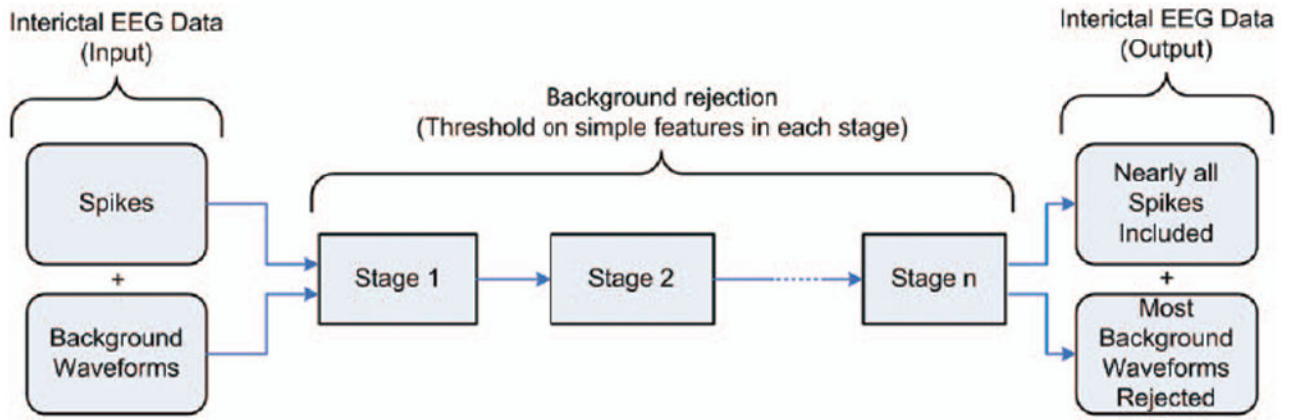 Interictal EEG Data
(Input)
Interictal EEG Data
(Output)
Background rejection
(Threshold on simple features in each stage)
Spikes
+
Background
Waveforms
Stage 1
Stage 2
Stage n
Nearly all
Spikes
Included
+
Most
Background
Waveforms
Rejected